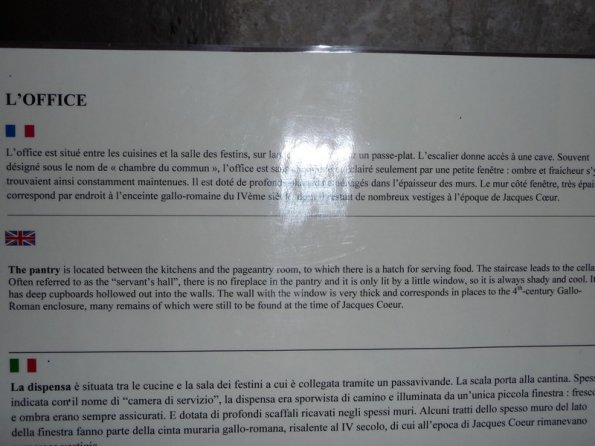 L'OFFICE
L'office est situé entre les cuisines et la salle des festins, sur un passe-plat. L'escalier donne accès à une cave. Souvent
désigné sous le nom de « chambre du commun », l'office est éclairé seulement par une petite fenêtre : ombre et fraicheur s'y
trouvaient ainsi constamment maintenues. Il est doté de profonds dans l'épaisseur des murs. Le mur côté fenêtre, très épai
correspond par endroit à l'enceinte gallo-romaine du IVème restait de nombreux vestiges à l'époque de Jacques Cœur.
The pantry is located between the kitchens and the pageantry room, to which there is a hatch for serving food. The staircase leads to the cella
Often referred to as the "servant's hall", there is no fireplace in the pantry and it is only lit by a little window, so it is always shady and cool. It
has deep cupboards hollowed out into the walls. The wall with the window is very thick and corresponds in places to the 4th-century Gallo-
Roman enclosure, many remains of which were still to be found at the time of Jacques Coeur.
La dispensa è situata tra le cucine e la sala dei festini a cui è collegata tramite un passavivande. La scala porta alla cantina. Spess
indicata con il nome di "camera di servizio", la dispensa era sporwista di camino e illuminata da un'unica piccola finestra : fresco
e ombra erano sempre assicurati. E dotata di profondi scaffali ricavati negli spessi muri. Alcuni tratti dello spesso muro del lato
della finestra fanno parte della cinta muraria gallo-romana, risalente al IV secolo, di cui all'epoca di Jacques Coeur rimanevano